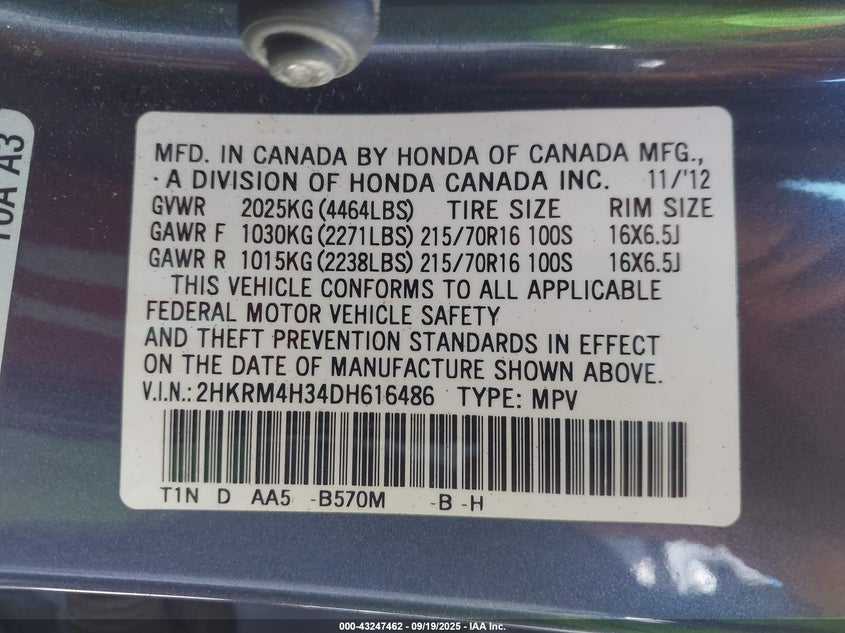 10A A3
MFD. IN CANADA BY HONDA OF CANADA MFG.,
·A DIVISION OF HONDA CANADA INC. 11/'12
GVWR 2025KG (4464LBS) TIRE SIZE RIM SIZE
GAWR F 1030KG (2271LBS) 215/70R16 100S 16X6.5J
GAWR R 1015KG (2238LBS) 215/70R16 100S 16X6.5J
THIS VEHICLE CONFORMS TO ALL APPLICABLE
FEDERAL MOTOR VEHICLE SAFETY
AND THEFT PREVENTION STANDARDS IN EFFECT
ON THE DATE OF MANUFACTURE SHOWN ABOVE.
V.I.N.: 2HKRM4H34DH616486 TYPE: MPV
T1N D AA5 -B570M -B -H
000-43247462 - 09/19/2025 - IAA Inc.